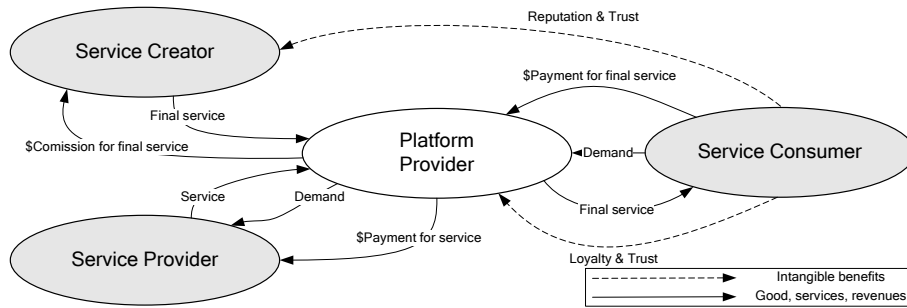 Reputation & Trust
Service Creator
$Payment for final service
Final service
$Comission for final service
Platform
Provider
Demand
Service Consumer
Service
Demand
Final service
$Payment for service
Service Provider
Loyalty & Trust
Intangible benefits
Good, services, revenues